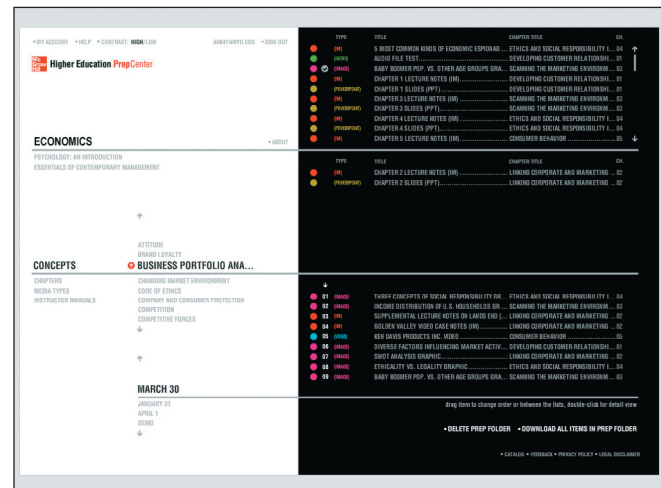 • MY ACCOUNT • HELP • CONTRAST: HIGH/LOW AH641@NYU.EDU • SIGN OUT
Mc Graw Hill Higher Education PrepCenter
ECONOMICS • ABOUT
PSYCHOLOGY: AN INTRODUCTION
ESSENTIALS OF CONTEMPORARY MANAGEMENT
ATTITUDE
BRAND LOYALTY
CONCEPTS BUSINESS PORTFOLIO ANA...
CHAPTERS CHANGING MARKET ENVIRONMENT
MEDIA TYPES CODE OF ETHICS
INSTRUCTOR MANUALS COMPANY AND CONSUMER PROTECTION
COMPETITION
COMPETITIVE FORCES
MARCH 30
JANUARY 31
APRIL 1
DEMO
TYPE TITLE CHAPTER TITLE CH.
(IM) 5 MOST COMMON KINDS OF ECONOMIC ESPIONAG ... ETHICS AND SOCIAL RESPONSIBILITY I.... 04
(AUDIO) AUDIO FILE TEST ... DEVELOPING CUSTOMER RELATIONSHI.... 01
(IMAGE) BABY BOOMER POP. VS. OTHER AGE GROUPS GRA... SCANNING THE MARKETING ENVIRONM ... 03
(IM) CHAPTER 1 LECTURE NOTES (IM) ... DEVELOPING CUSTOMER RELATIONSHI.... 01
(POWERPOINT) CHAPTER 1 SLIDES (PPT) ... DEVELOPING CUSTOMER RELATIONSHI.... 01
(IM) CHAPTER 3 LECTURE NOTES (IM) ... SCANNING THE MARKETING ENVIRONM ... 03
(POWERPOINT) CHAPTER 3 SLIDES (PPT) ... SCANNING THE MARKETING ENVIRONM ... 03
(IM) CHAPTER 4 LECTURE NOTES (IM) ... ETHICS AND SOCIAL RESPONSIBILITY I.... 04
(POWERPOINT) CHAPTER 4 SLIDES (PPT) ... ETHICS AND SOCIAL RESPONSIBILITY I.... 04
(IM) CHAPTER 5 LECTURE NOTES (IM) ... CONSUMER BEHAVIOR ... 05
TYPE TITLE CHAPTER TITLE CH.
(IM) CHAPTER 2 LECTURE NOTES (IM) ... LINKING CORPORATE AND MARKETING ... 02
(POWERPOINT) CHAPTER 2 SLIDES (PPT) ... LINKING CORPORATE AND MARKETING ... 02
01 (IMAGE) THREE CONCEPTS OF SOCIAL RESPONSIBILITY GR... ETHICS AND SOCIAL RESPONSIBILITY I.... 04
02 (IMAGE) INCOME DISTRIBUTION OF U.S. HOUSEHOLDS GR ... SCANNING THE MARKETING ENVIRONM ... 03
03 (IM) SUPPLEMENTAL LECTURE NOTES ON LANDS END (... LINKING CORPORATE AND MARKETING ... 02
04 (IM) GOLDEN VALLEY VIDEO CASE NOTES (IM) ... LINKING CORPORATE AND MARKETING ... 02
05 (VIDEO) KEN DAVIS PRODUCTS INC. VIDEO ... CONSUMER BEHAVIOR ... 05
06 (IMAGE) DIVERSE FACTORS INFLUENCING MARKET ACTIV ... DEVELOPING CUSTOMER RELATIONSHI.... 01
07 (IMAGE) SWOT ANALYSIS GRAPHIC ... LINKING CORPORATE AND MARKETING ... 02
08 (IMAGE) ETHICALITY VS. LEGALITY GRAPHIC ... ETHICS AND SOCIAL RESPONSIBILITY I.... 04
09 (IMAGE) BABY BOOMER POP. VS. OTHER AGE GROUPS GRA... SCANNING THE MARKETING ENVIRONM ... 03
drag item to change order or between the lists, double-click for detail view
• DELETE PREP FOLDER • DOWNLOAD ALL ITEMS IN PREP FOLDER
• CATALOG • FEEDBACK • PRIVACY POLICY • LEGAL DISCLAIMER